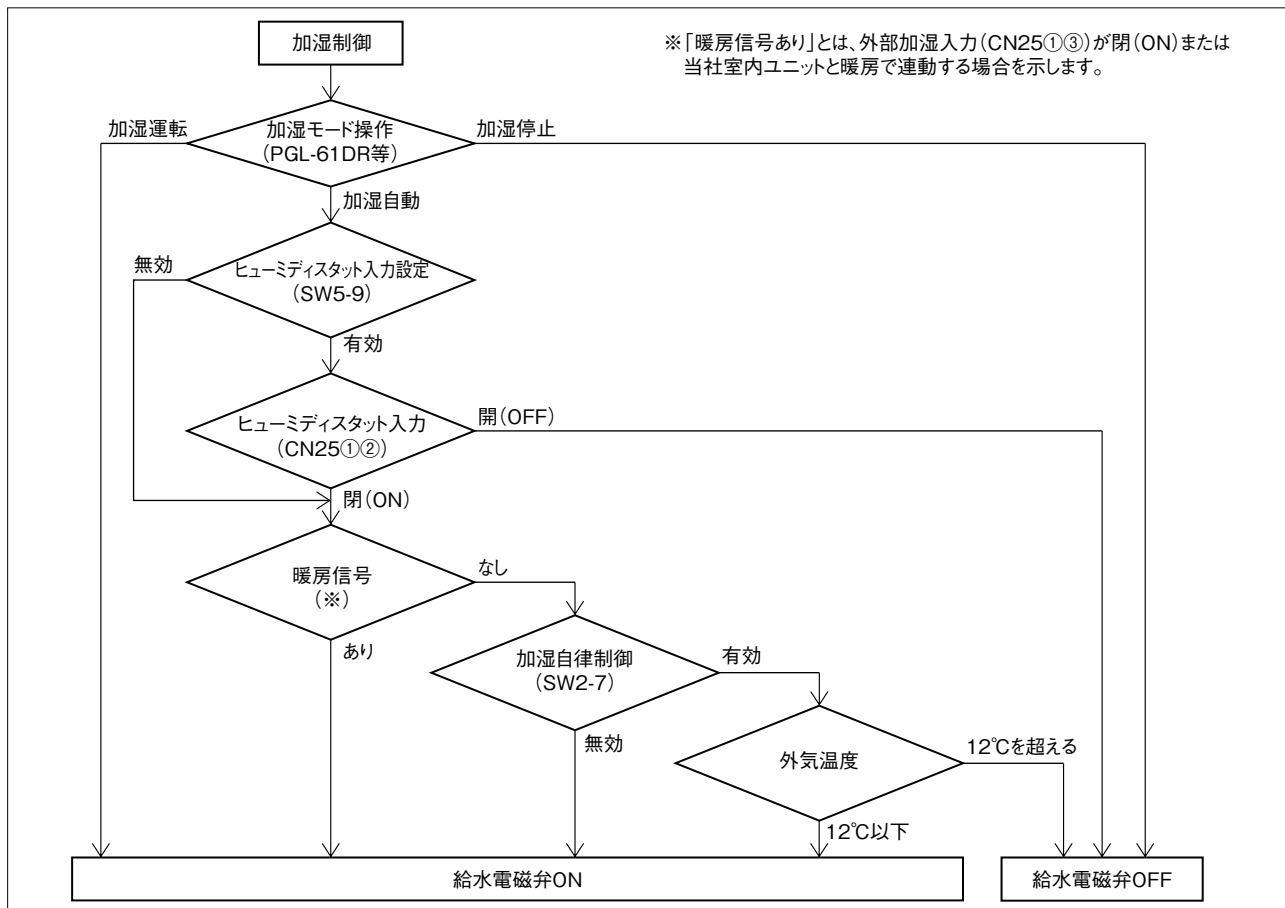 加湿制御
※「暖房信号あり」とは、外部加湿入力(CN25①③)が閉(ON)または
当社室内ユニットと暖房で連動する場合を示します。
加湿運転
加湿モード操作
(PGL-61DR等)
加湿停止
加湿自動
無効
ヒューミディスタット入力設定
(SW5-9)
有効
ヒューミディスタット入力
(CN25①②)
開(OFF)
閉(ON)
暖房信号
(※)
なし
あり
加湿自律制御
(SW2-7)
有効
無効
外気温度
12℃を超える
12℃以下
給水電磁弁ON
給水電磁弁OFF